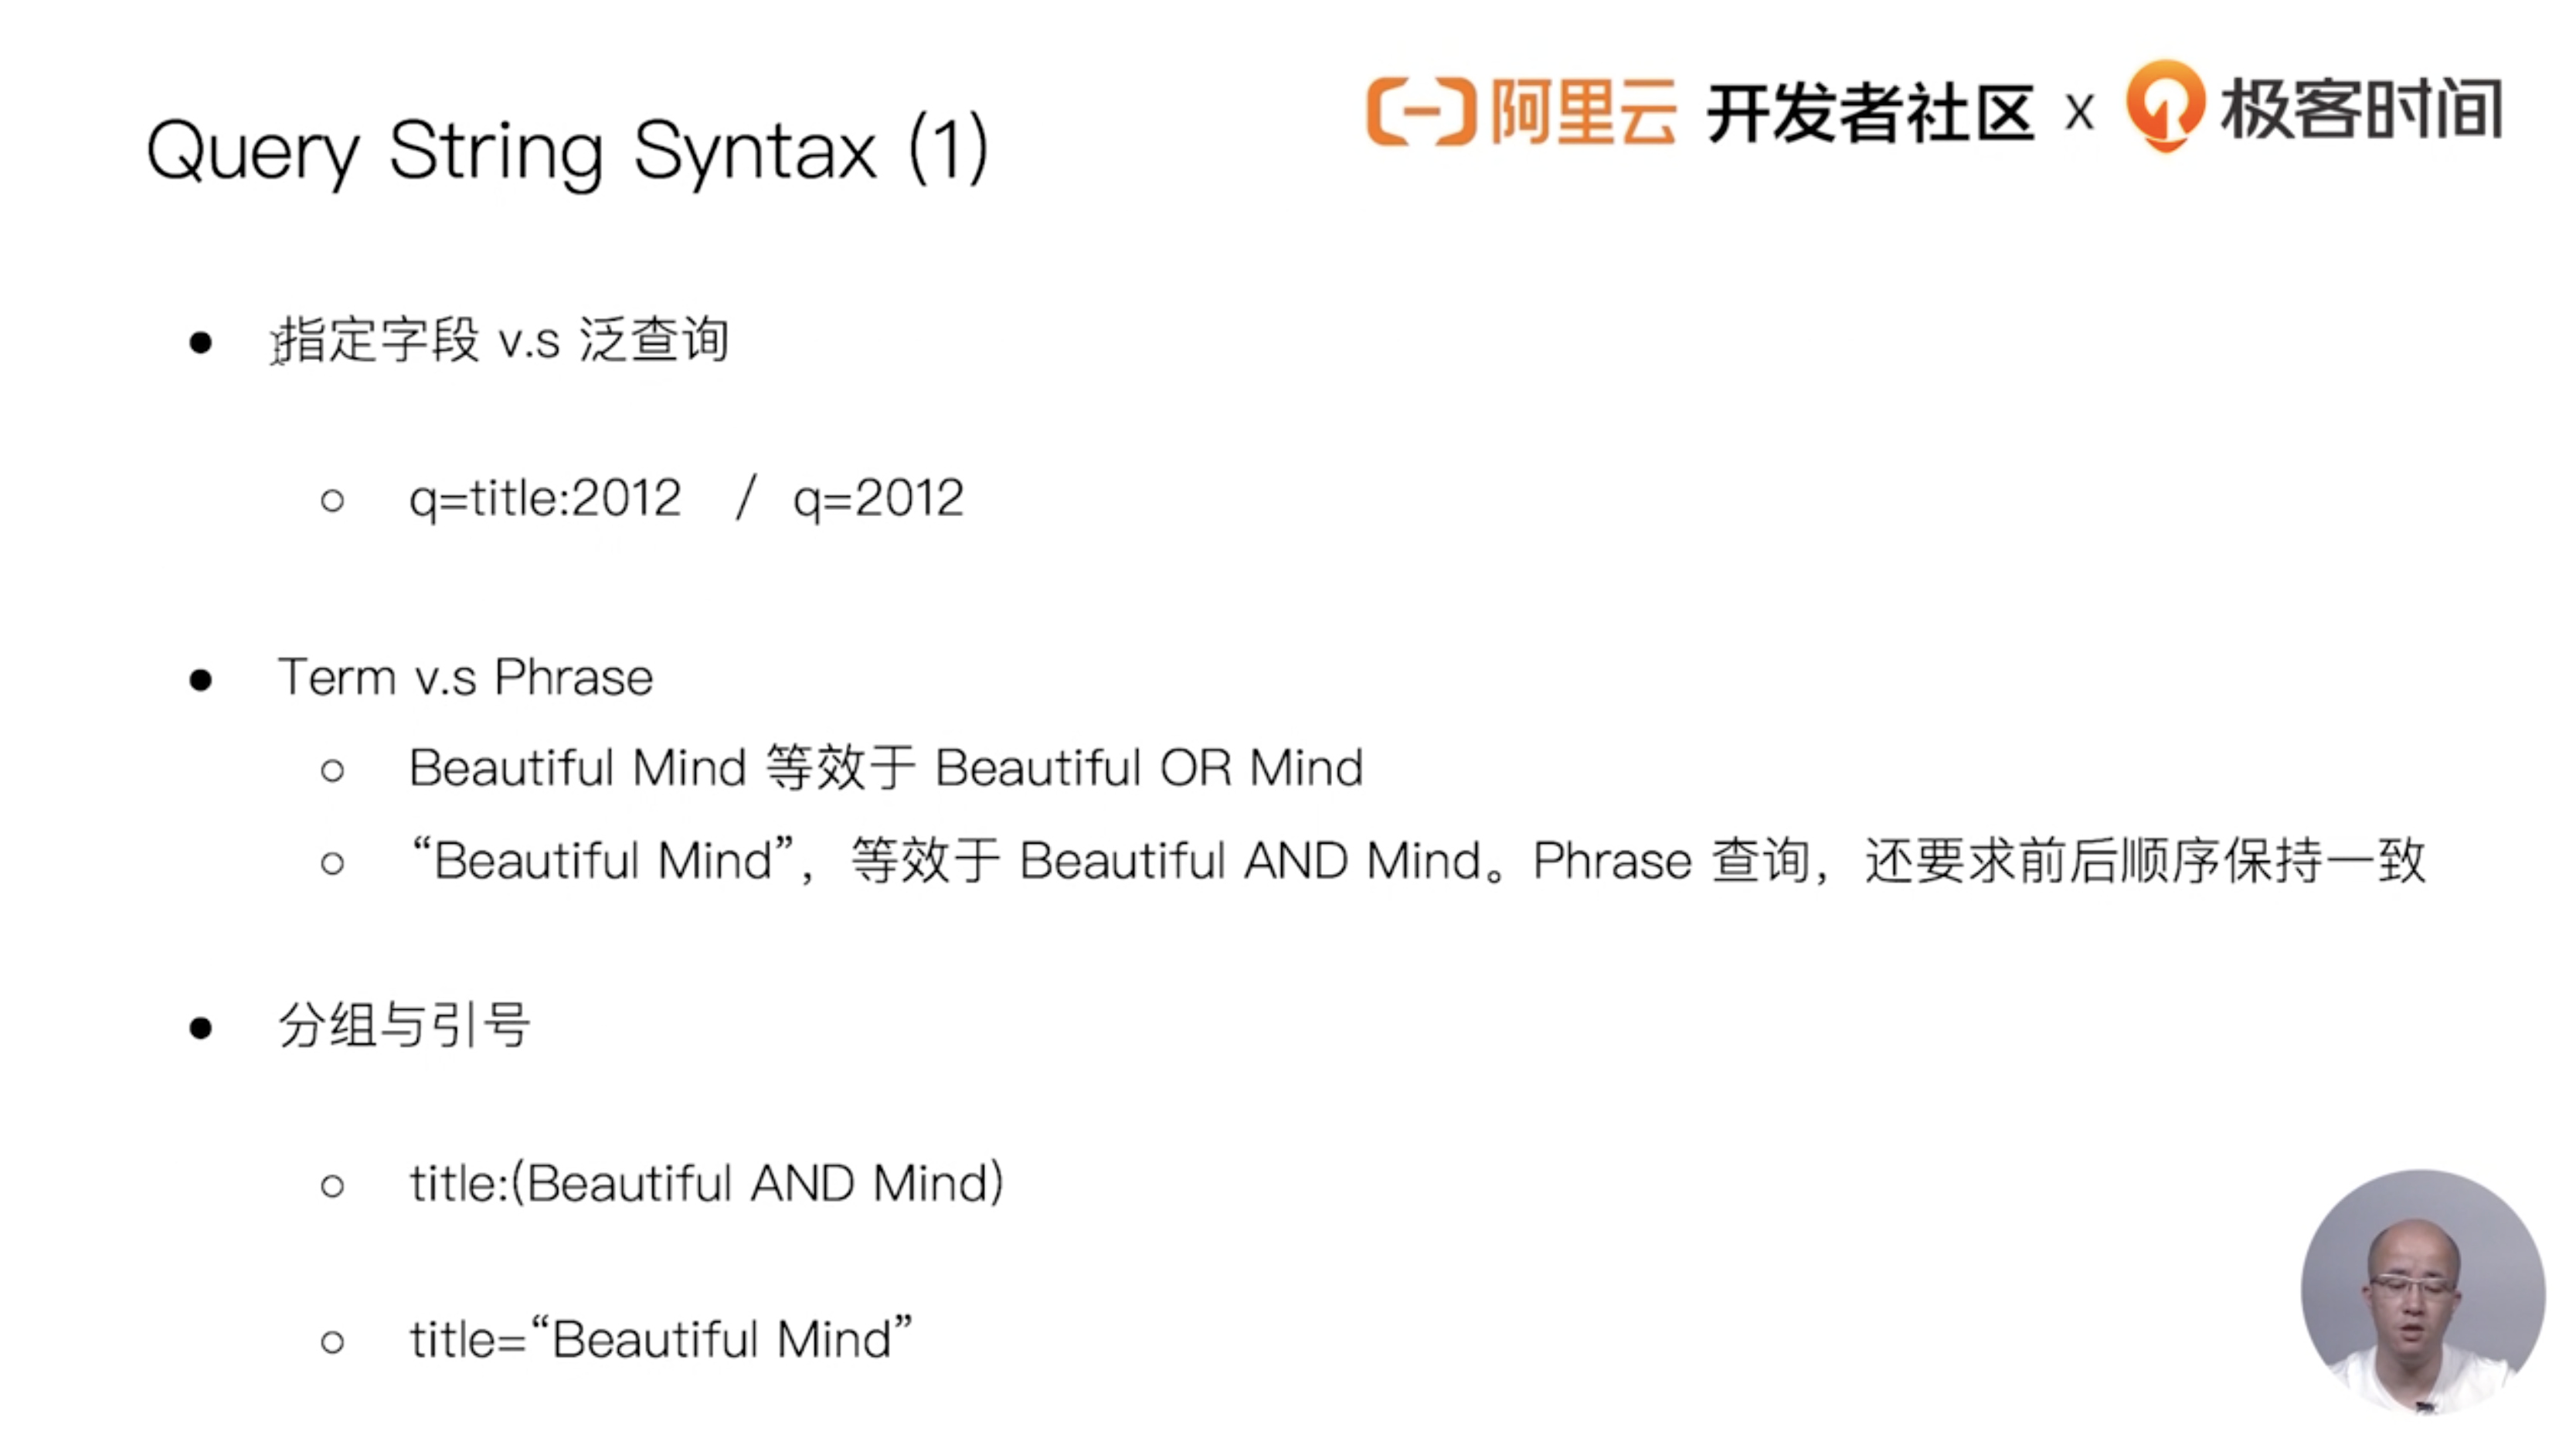 阿里云 开发者社区 x 极客时间
Query String Syntax (1)
● 指定字段 v.s 泛查询
○ q=title:2012 / q=2012
● Term v.s Phrase
○ Beautiful Mind 等效于 Beautiful OR Mind
○ “Beautiful Mind”，等效于 Beautiful AND Mind。Phrase 查询，还要求前后顺序保持一致
● 分组与引号
○ title:(Beautiful AND Mind)
○ title=“Beautiful Mind”